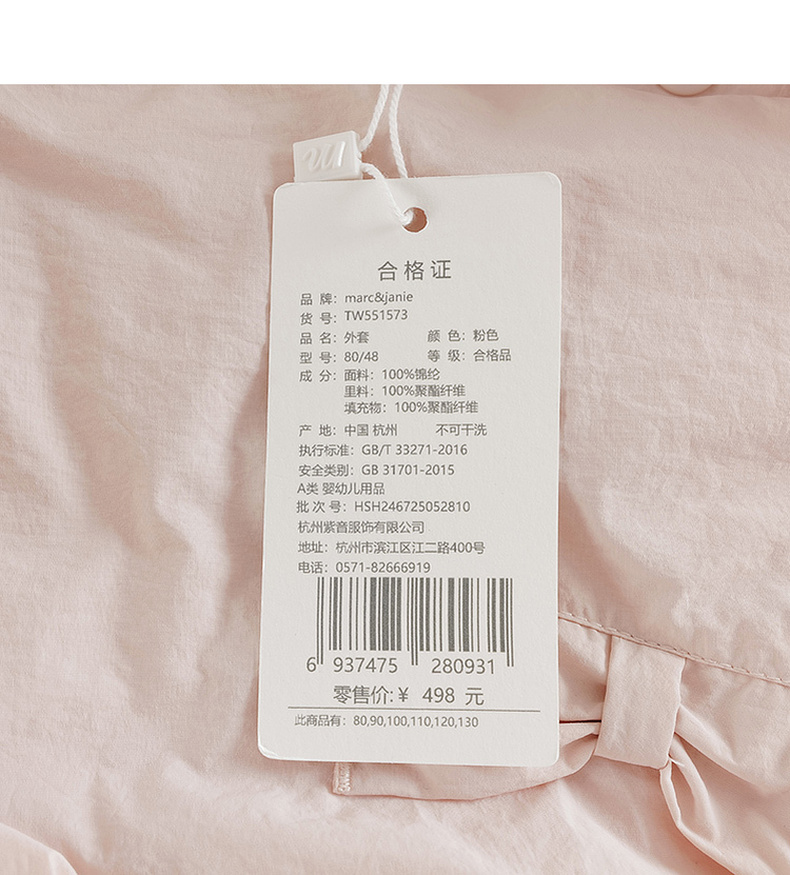 m
合格证
品 牌：marc&janie
货 号：TW551573
品 名：外套 颜 色：粉色
型 号：80/48 等 级：合格品
成 分：面料：100%锦纶
里料：100%聚酯纤维
填充物：100%聚酯纤维
产 地：中国 杭州 不可干洗
执行标准：GB/T 33271-2016
安全类别：GB 31701-2015
A类 婴幼儿用品
批 次 号：HSH246725052810
杭州紫音服饰有限公司
地址：杭州市滨江区江二路400号
电话：0571-82666919
6 937475 280931
零售价:￥ 498 元
此商品有：80,90,100,110,120,130